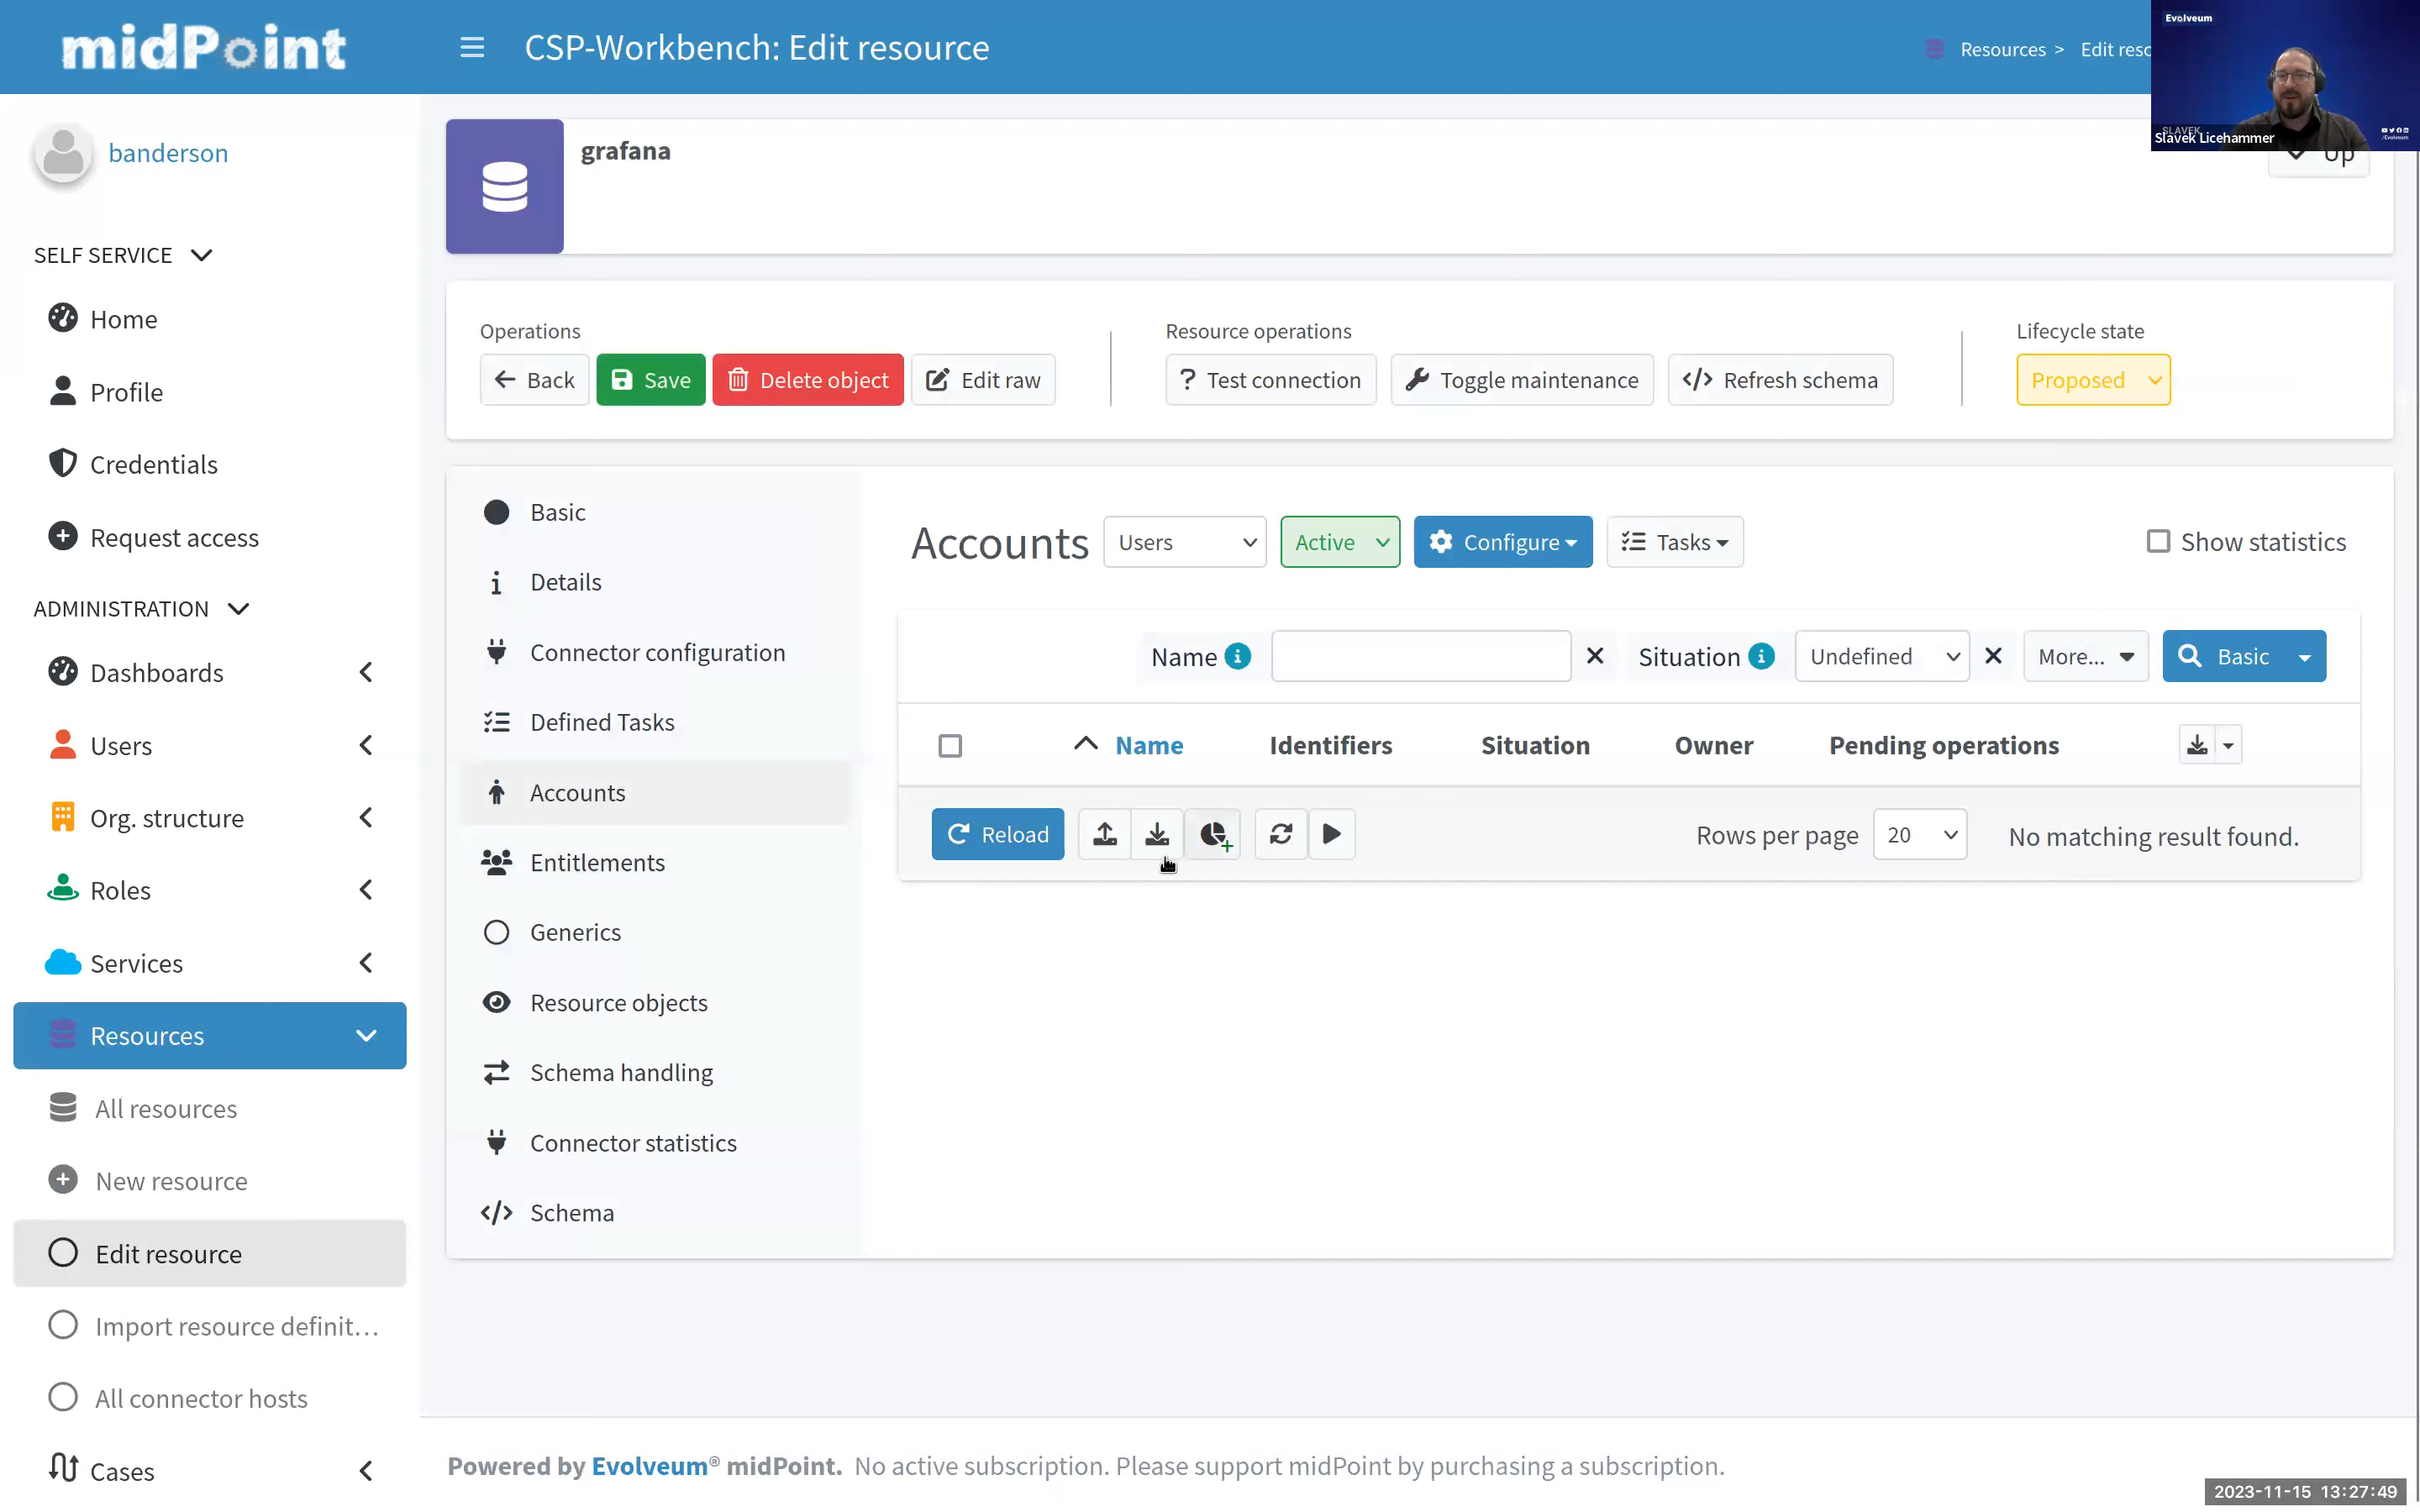 midPoint
CSP-Workbench: Edit resource
Resources >
Edit reso
Evolveum
SLAVEK
Slavek Licehammer
/Evolveum
banderson
SELF SERVICE
Home
Profile
Credentials
Request access
ADMINISTRATION
Dashboards
Users
Org. structure
Roles
Services
Resources
All resources
New resource
Edit resource
Import resource definit...
All connector hosts
Cases
grafana
Up
Operations
Back
Save
Delete object
Edit raw
Resource operations
? Test connection
Toggle maintenance
</> Refresh schema
Lifecycle state
Proposed
Basic
Details
Connector configuration
Defined Tasks
Accounts
Entitlements
Generics
Resource objects
Schema handling
Connector statistics
</> Schema
Accounts
Users
Active
Configure
Tasks
Show statistics
Name
Situation
Undefined
More...
Basic
Name
Identifiers
Situation
Owner
Pending operations
Reload
Rows per page
20
No matching result found.
Powered by Evolveum® midPoint. No active subscription. Please support midPoint by purchasing a subscription.
2023-11-15 13:27:49